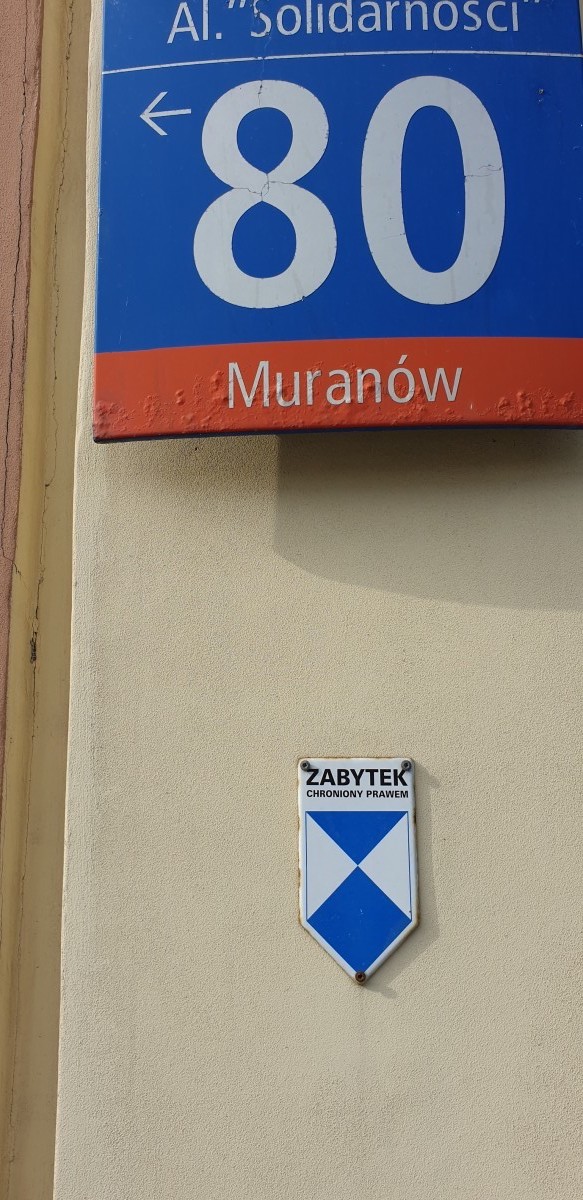 Al. "Solidarności"
← 80
Muranów
ZABYTEK
CHRONIONY PRAWEM